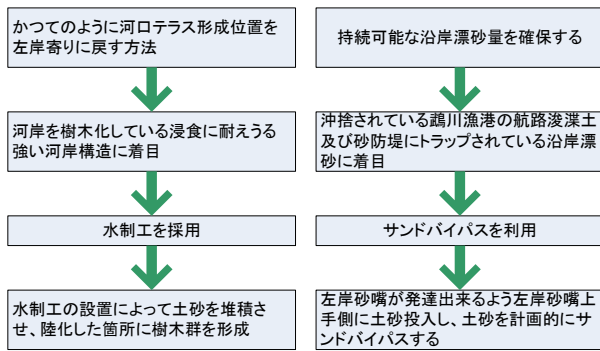 かつてのように河口テラス形成位置を
左岸寄りに戻す方法
河岸を樹木化している浸食に耐えうる
強い河岸構造に着目
水制工を採用
水制工の設置によって土砂を堆積さ
せ、陸化した箇所に樹木群を形成
持続可能な沿岸漂砂量を確保する
沖捨されている鵡川漁港の航路浚渫土
及び砂防堤にトラップされている沿岸漂
砂に着目
サンドバイパスを利用
左岸砂嘴が発達出来るよう左岸砂嘴上
手側に土砂投入し、土砂を計画的にサ
ンドバイパスする